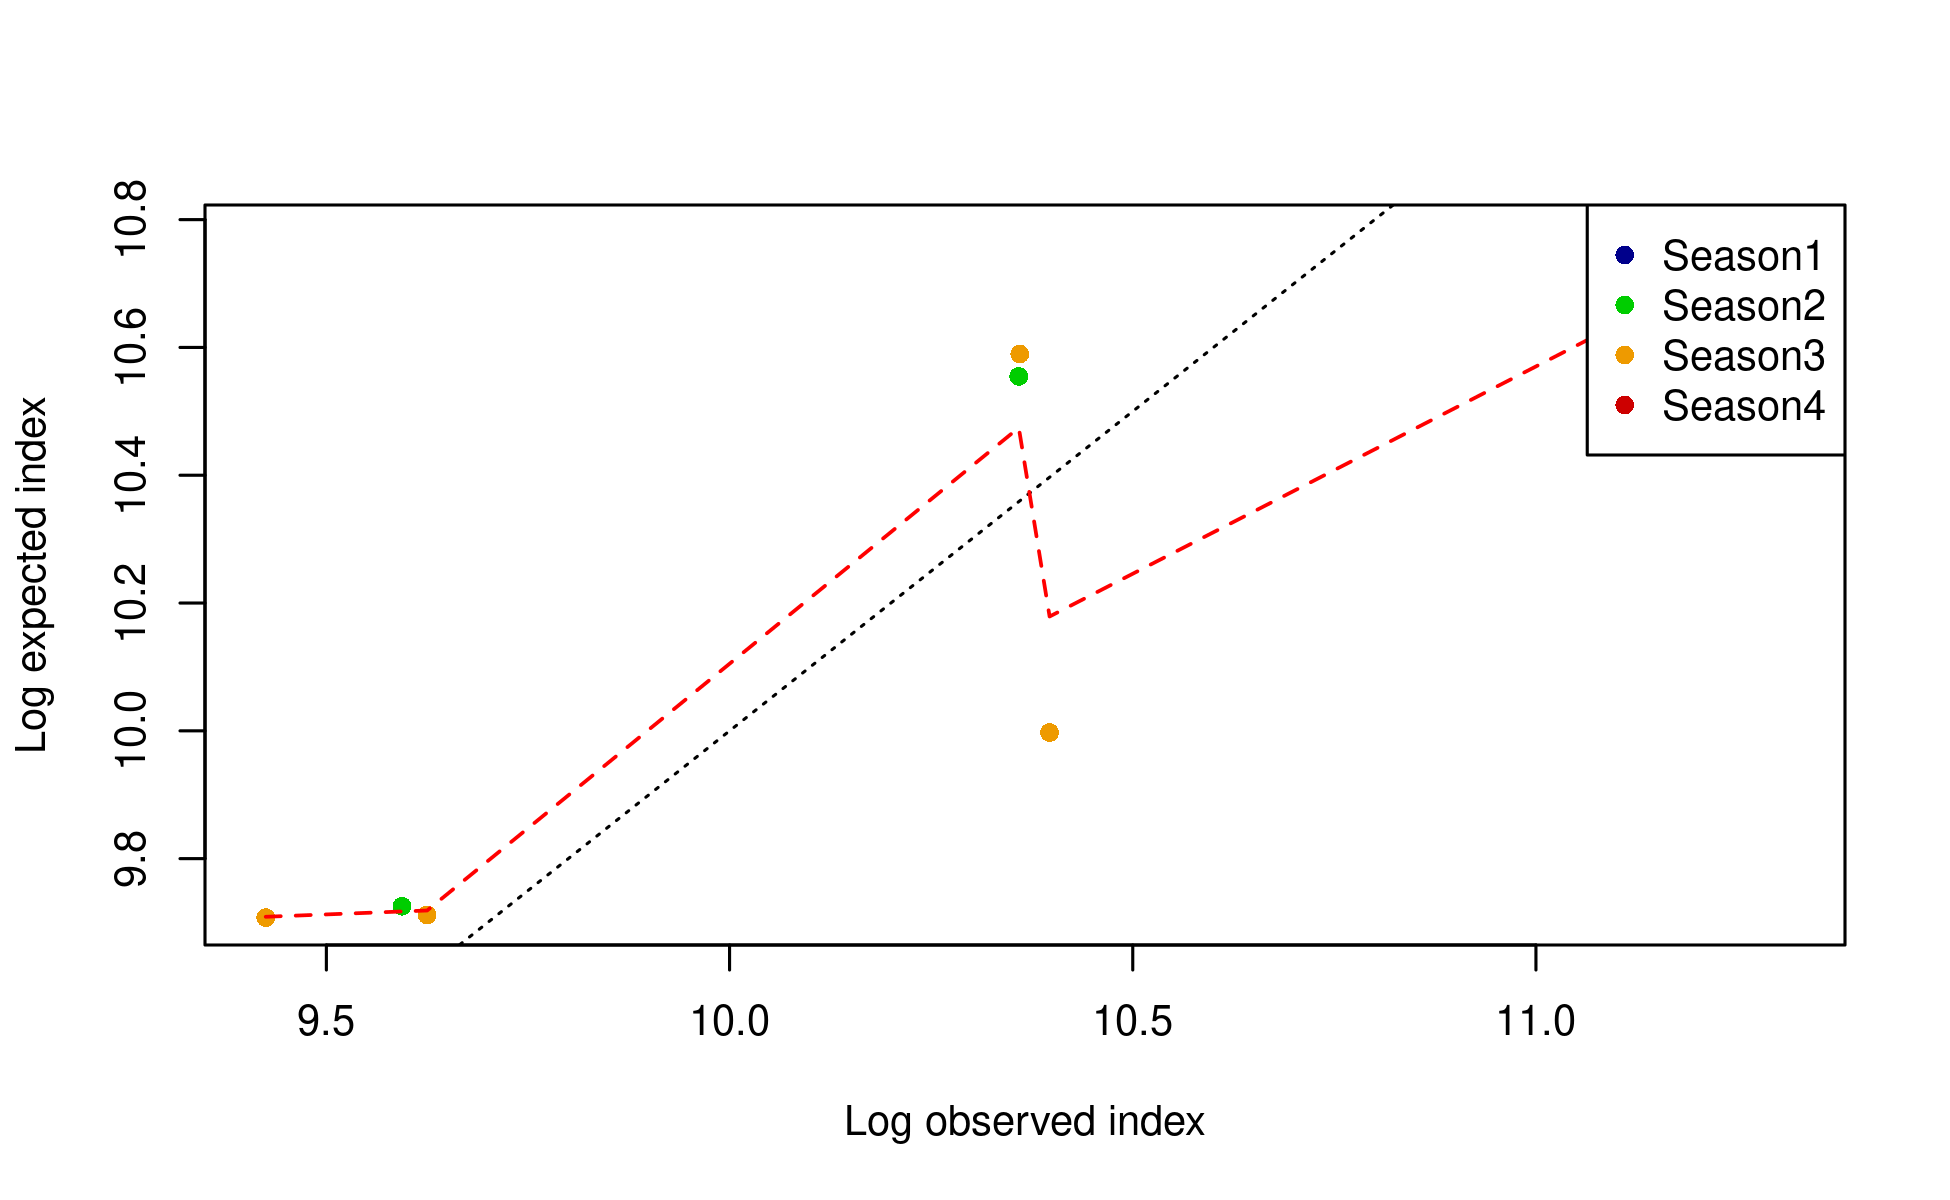 Log expected index
10.8
10.6
10.4
10.2
10.0
9.8
Season1
Season2
Season3
Season4
9.5 10.0 10.5 11.0
Log observed index